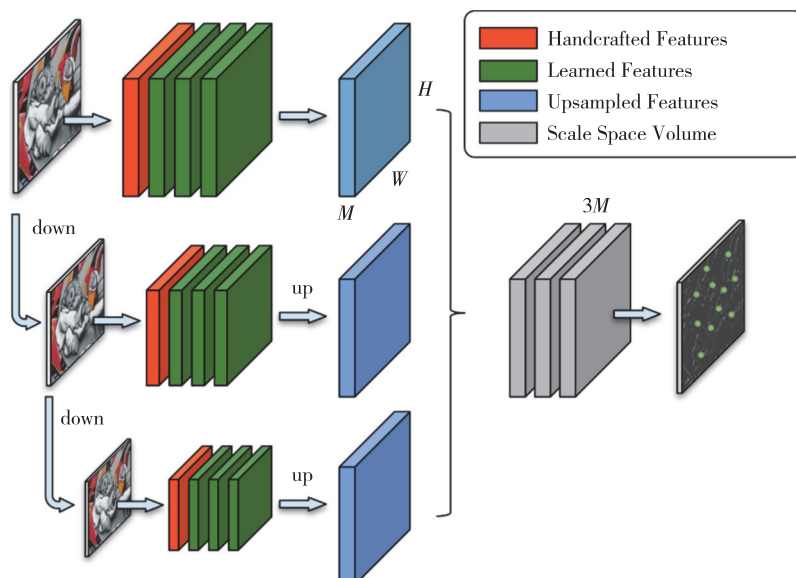 Handcrafted Features
Learned Features
Upsampled Features
Scale Space Volume
H
W
M
down
up
3M
down
up